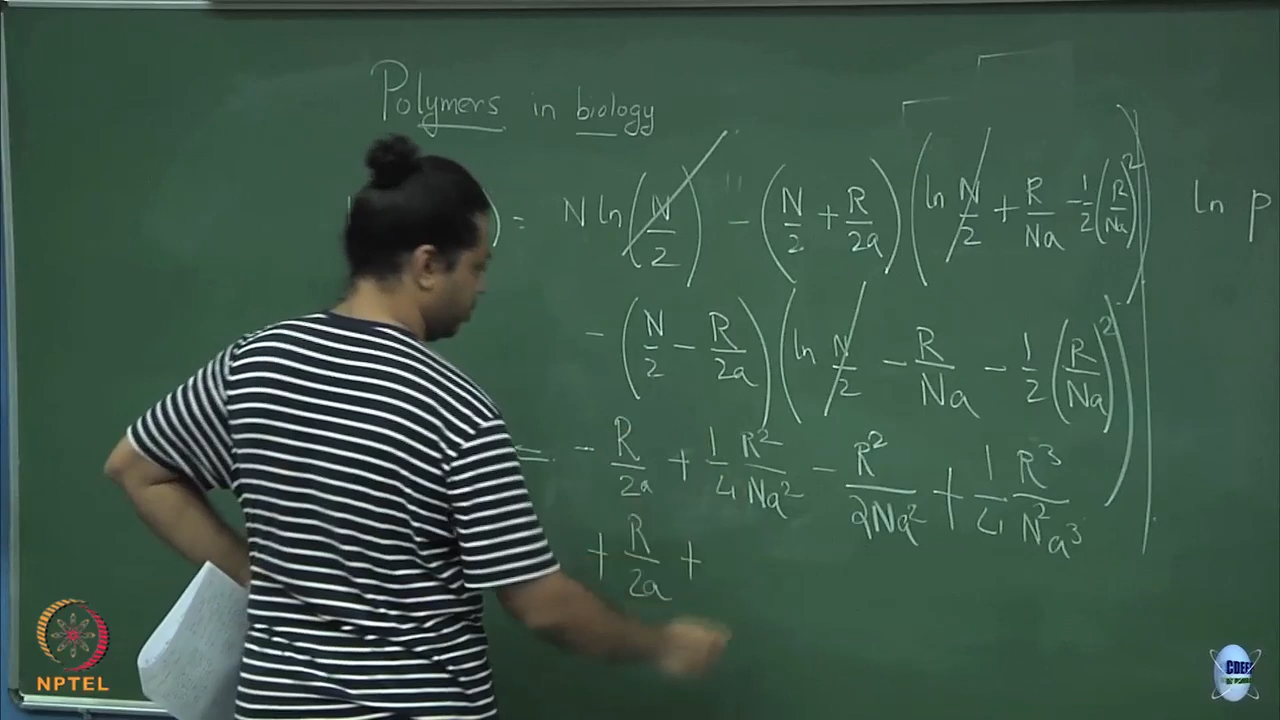 Polymers in biology
) = N ln (N/2) - (N/2 + R/2a) (ln N/2 + R/Na - 1/2 (R/Na)²) ln p
- (N/2 - R/2a) (ln N/2 - R/Na - 1/2 (R/Na)²)
= - R/2a + 1/4 R²/Na² - R²/2Na² + 1/4 R³/N²a³
+ R/2a +
NPTEL
CDEEP